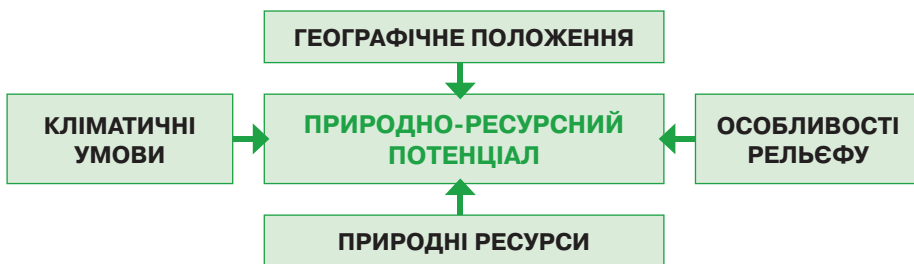 ГЕОГРАФІЧНЕ ПОЛОЖЕННЯ
КЛІМАТИЧНІ
УМОВИ
ПРИРОДНО-РЕСУРСНИЙ
ПОТЕНЦІАЛ
ОСОБЛИВОСТІ
РЕЛЬЄФУ
ПРИРОДНІ РЕСУРСИ